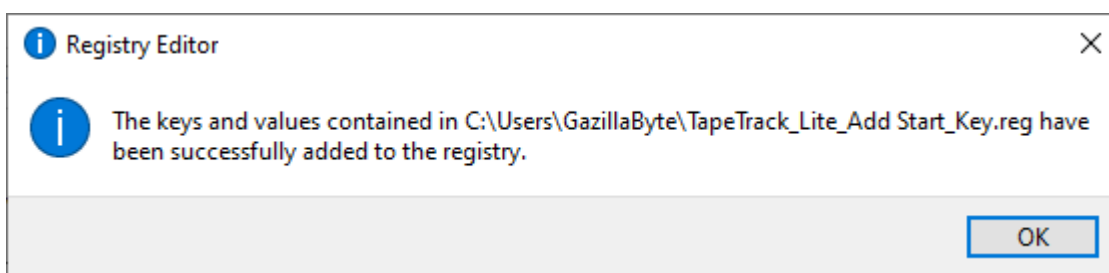 Registry Editor
The keys and values contained in C:\Users\GazillaByte\TapeTrack_Lite_Add Start_Key.reg have
been successfully added to the registry.
OK